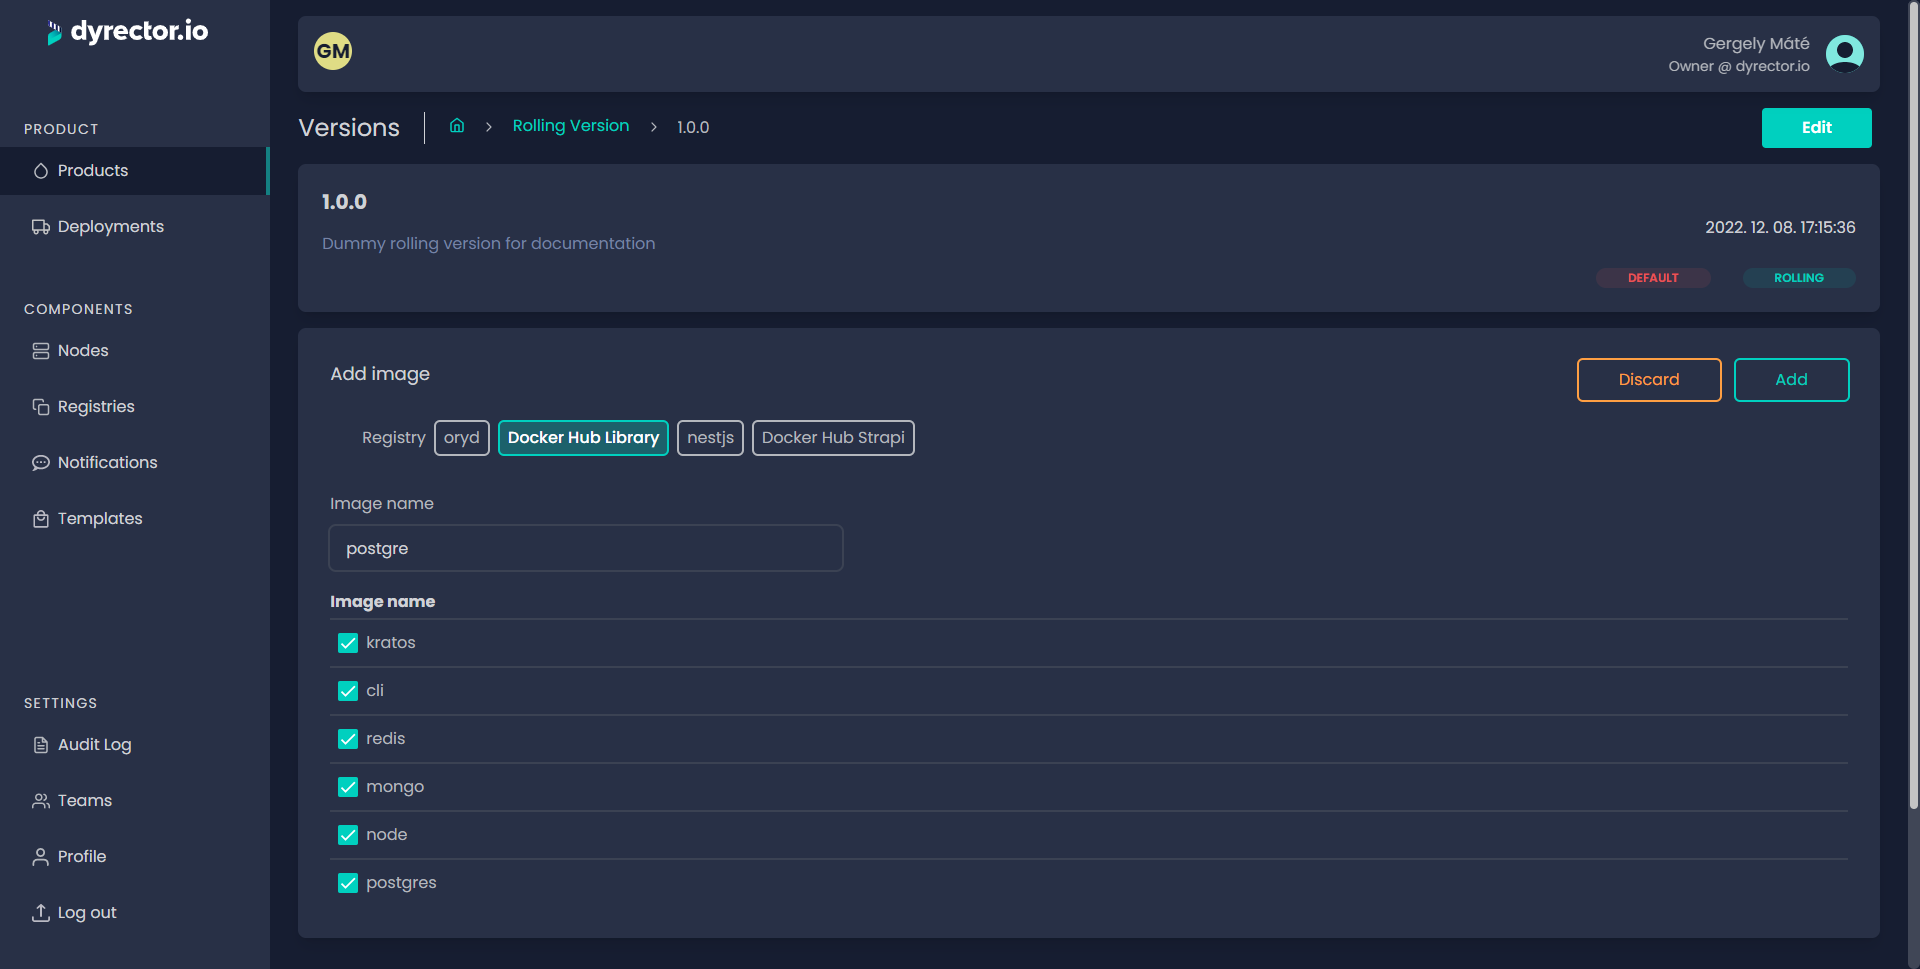 dyrector.io
PRODUCT
Products
Deployments
COMPONENTS
Nodes
Registries
Notifications
Templates
SETTINGS
Audit Log
Teams
Profile
Log out
GM
Gergely Máté
Owner @ dyrector.io
Versions
Rolling Version
1.0.0
Edit
1.0.0
Dummy rolling version for documentation
2022. 12. 08. 17:15:36
DEFAULT ROLLING
Add image
Discard Add
Registry oryd Docker Hub Library nestjs Docker Hub Strapi
Image name
postgre
Image name
kratos
cli
redis
mongo
node
postgres